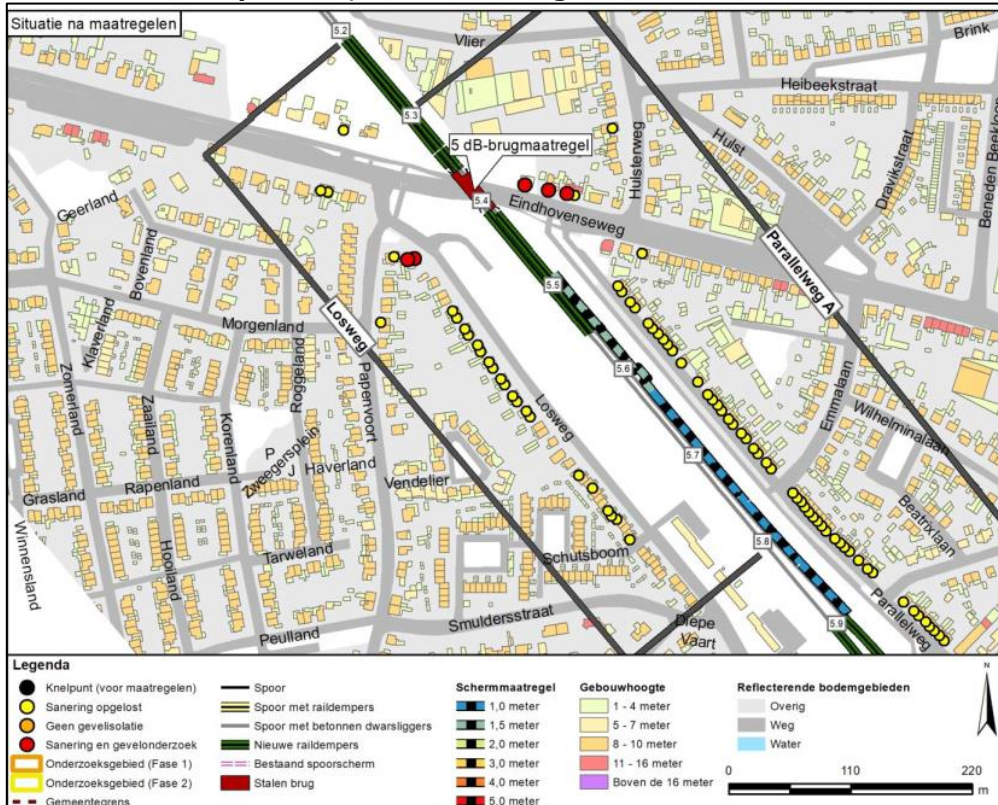 Situatie na maatregelen
5.2
Vlier
Brink
Heibeekstraat
5.3
Hulsterweg
Hulst
Dravikstraat
Beneden Beekloop
5 dB-brugmaatregel
5.4
Eindhovenseweg
Geerland
Bovenland
Parallelweg A
5.5
Klaverland
Morgenland
Losweg
Roggeland
Papenvoort
5.6
Zomerland
Zaailand
Korenland
Losweg
Emmalaan
Wilhelminalaan
P
J
Zweegersplein
Haverland
5.7
Grasland
Rapenland
Vendelier
Beatrixlaan
Winnensland
Hooiland
Tarweland
Schutsboom
5.8
Smuldersstraat
Peulland
Diepe
Vaart
5.9
Parallelweg
Legenda
Knelpunt (voor maatregelen)
Sanering opgelost
Geen gevelisolatie
Sanering en gevelonderzoek
Onderzoeksgebied (Fase 1)
Onderzoeksgebied (Fase 2)
Gemeentegrens
Spoor
Spoor met raildempers
Spoor met betonnen dwarsliggers
Nieuwe raildempers
Bestaand spoorscherm
Stalen brug
Schermmaatregel
1,0 meter
1,5 meter
2,0 meter
3,0 meter
4,0 meter
5,0 meter
Gebouwhoogte
1 - 4 meter
5 - 7 meter
8 - 10 meter
11 - 16 meter
Boven de 16 meter
Reflecterende bodemgebieden
Overig
Weg
Water
N
0
110
220
m